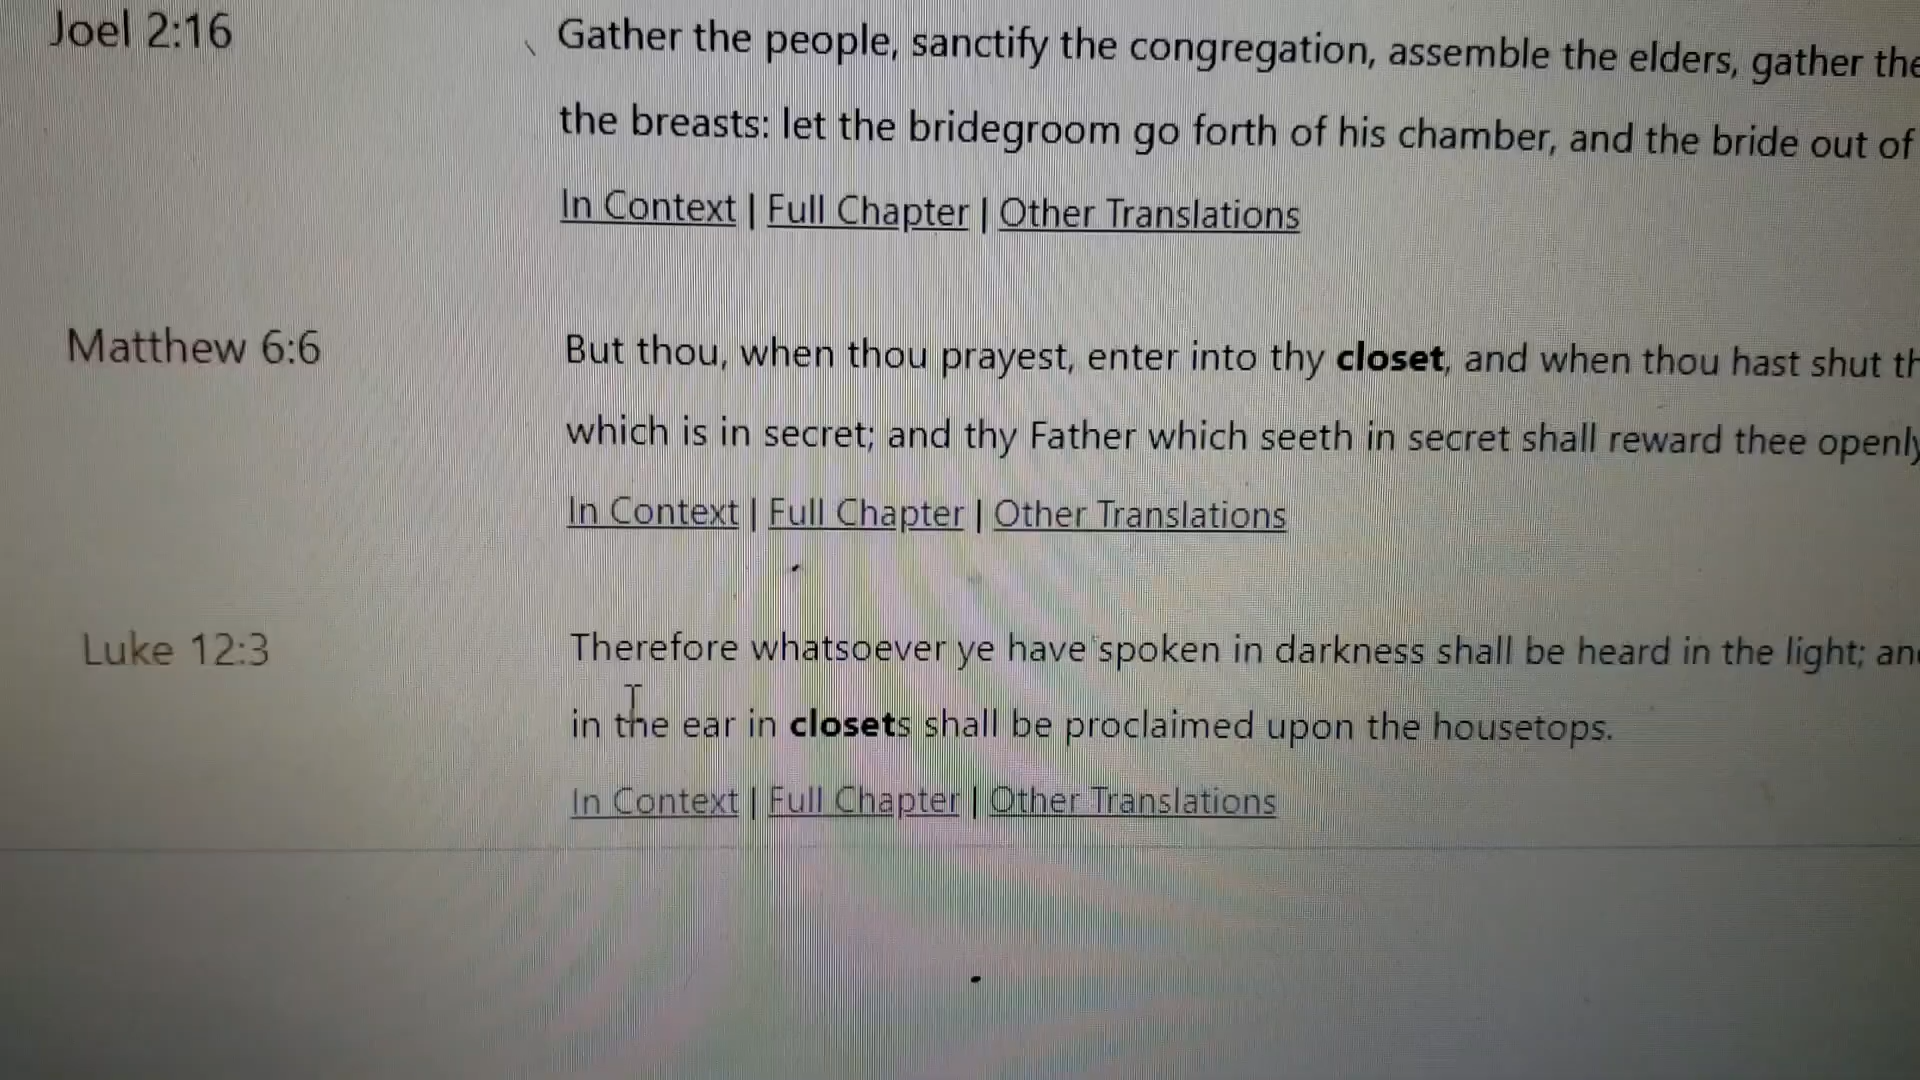 Joel 2:16 Gather the people, sanctify the congregation, assemble the elders, gather the
the breasts: let the bridegroom go forth of his chamber, and the bride out of
In Context | Full Chapter | Other Translations
Matthew 6:6 But thou, when thou prayest, enter into thy closet, and when thou hast shut th
which is in secret; and thy Father which seeth in secret shall reward thee openly
In Context | Full Chapter | Other Translations
Luke 12:3 Therefore whatsoever ye have spoken in darkness shall be heard in the light; and
in the ear in closets shall be proclaimed upon the housetops.
In Context | Full Chapter | Other Translations